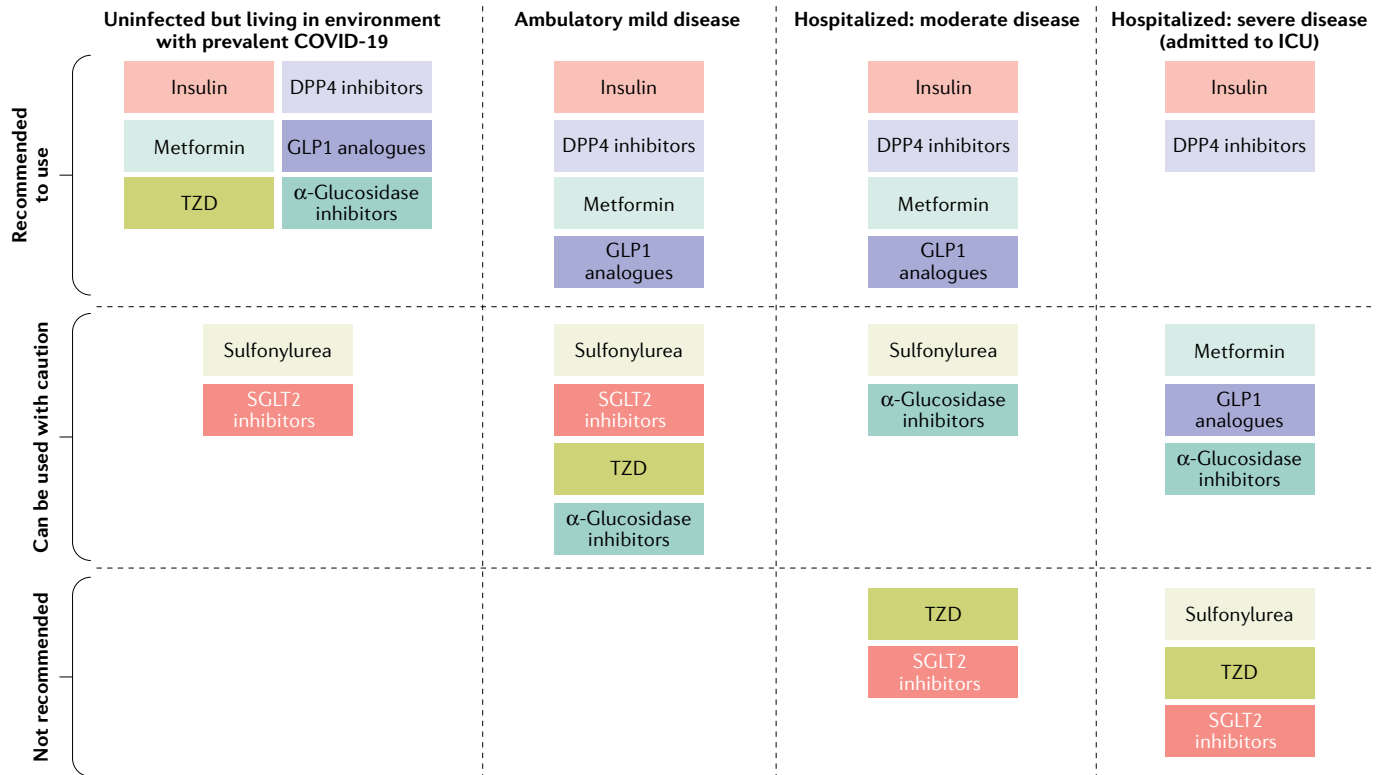 Uninfected but living in environment
with prevalent COVID-19
Ambulatory mild disease
Hospitalized: moderate disease
Hospitalized: severe disease
(admitted to ICU)
Recommended
to use
Insulin
DPP4 inhibitors
Metformin
GLP1 analogues
TZD
α-Glucosidase
inhibitors
Insulin
DPP4 inhibitors
Metformin
GLP1
analogues
Insulin
DPP4 inhibitors
Metformin
GLP1
analogues
Insulin
DPP4 inhibitors
Can be used with caution
Sulfonylurea
SGLT2
inhibitors
Sulfonylurea
SGLT2
inhibitors
TZD
α-Glucosidase
inhibitors
Sulfonylurea
α-Glucosidase
inhibitors
Metformin
GLP1
analogues
α-Glucosidase
inhibitors
Not recommended
TZD
SGLT2
inhibitors
Sulfonylurea
TZD
SGLT2
inhibitors